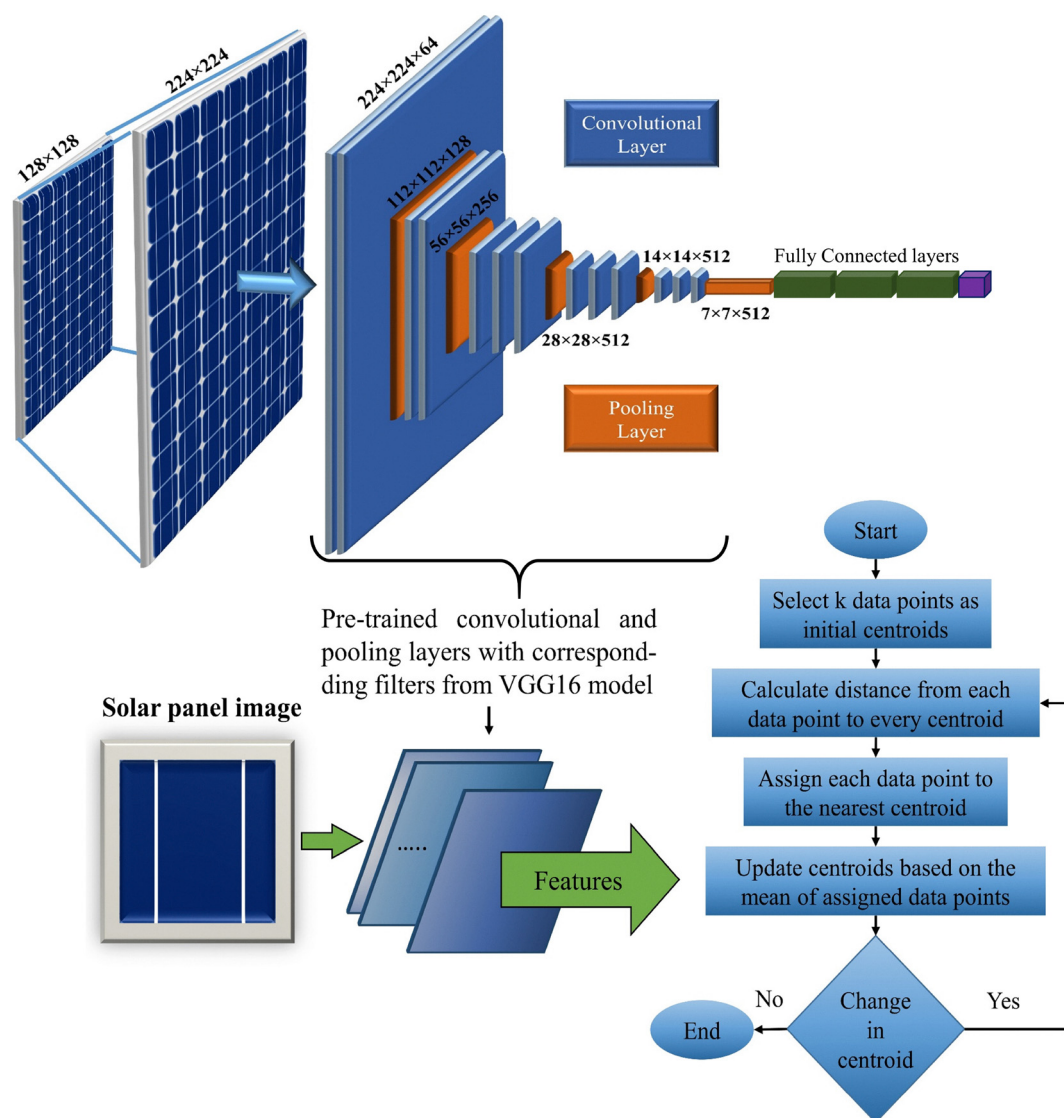 128×128
224×224
224×224×64
112×112×128
56×56×256
28×28×512
14×14×512
7×7×512
Convolutional
Layer
Fully Connected layers
Pooling
Layer
Pre-trained convolutional and
pooling layers with correspond-
ding filters from VGG16 model
Solar panel image
.....
Features
Start
Select k data points as
initial centroids
Calculate distance from each
data point to every centroid
Assign each data point to
the nearest centroid
Update centroids based on the
mean of assigned data points
Change
in
centroid
No
Yes
End